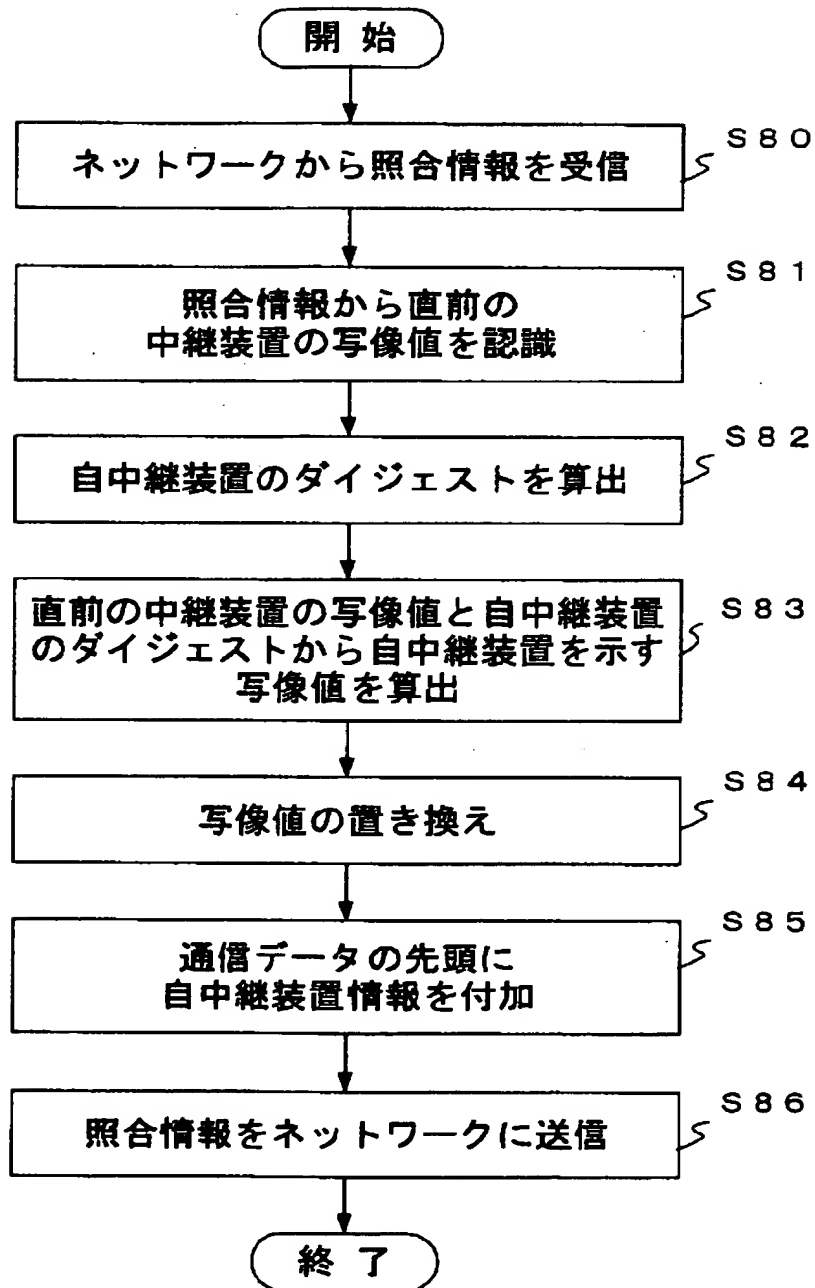 開 始
ネットワークから照合情報を受信
S80
照合情報から直前の
中継装置の写像値を認識
S81
自中継装置のダイジェストを算出
S82
直前の中継装置の写像値と自中継装置
のダイジェストから自中継装置を示す
写像値を算出
S83
写像値の置き換え
S84
通信データの先頭に
自中継装置情報を付加
S85
照合情報をネットワークに送信
S86
終 了